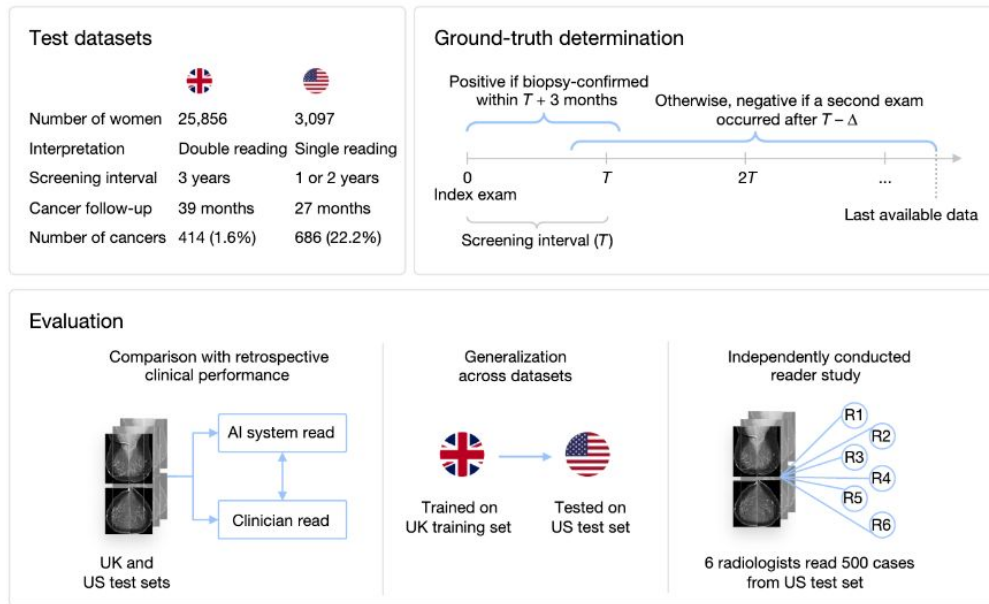 Test datasets
Number of women 25,856 3,097
Interpretation Double reading Single reading
Screening interval 3 years 1 or 2 years
Cancer follow-up 39 months 27 months
Number of cancers 414 (1.6%) 686 (22.2%)
Ground-truth determination
Positive if biopsy-confirmed
within T + 3 months
Otherwise, negative if a second exam
occurred after T – Δ
0 T 2T ...
Index exam
Last available data
Screening interval (T)
Evaluation
Comparison with retrospective
clinical performance
AI system read
Clinician read
UK and
US test sets
Generalization
across datasets
Trained on
UK training set
Tested on
US test set
Independently conducted
reader study
R1
R2
R3
R4
R5
R6
6 radiologists read 500 cases
from US test set